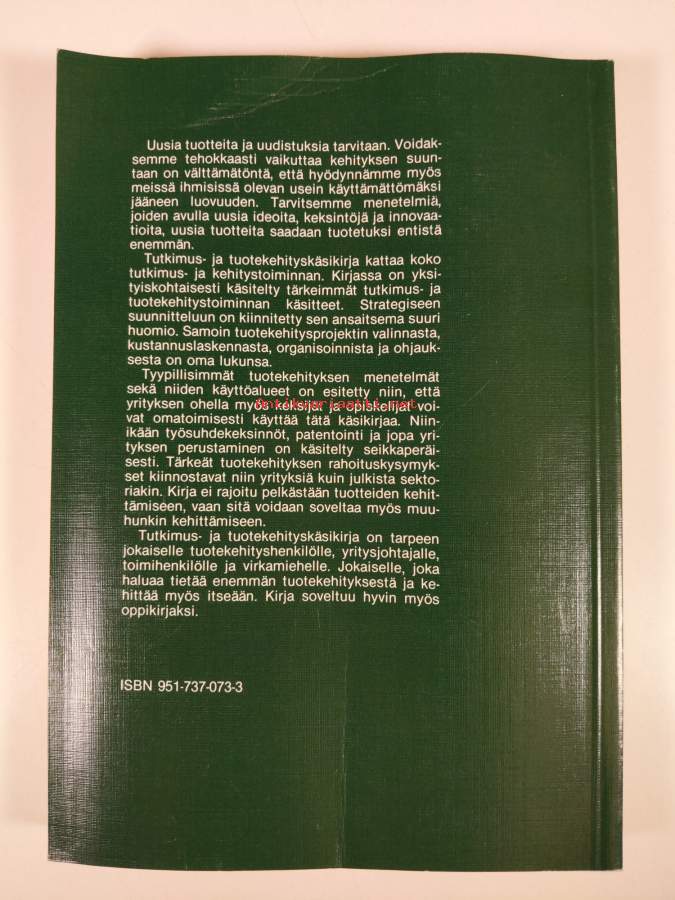 Uusia tuotteita ja uudistuksia tarvitaan. Voidak-
semme tehokkaasti vaikuttaa kehityksen suun-
taan on välttämätöntä, että hyödynnämme myös
meissä ihmisissä olevan usein käyttämättömäksi
jääneen luovuuden. Tarvitsemme menetelmiä,
joiden avulla uusia ideoita, keksintöjä ja innovaa-
tioita, uusia tuotteita saadaan tuotetuksi entistä
enemmän.
Tutkimus- ja tuotekehityskäsikirja kattaa koko
tutkimus- ja kehitystoiminnan. Kirjassa on yksi-
tyiskohtaisesti käsitelty tärkeimmät tutkimus- ja
tuotekehitystoiminnan käsitteet. Strategiseen
suunnitteluun on kiinnitetty sen ansaitsema suuri
huomio. Samoin tuotekehitysprojektin valinnasta,
kustannuslaskennasta, organisoinnista ja ohjauk-
sesta on oma lukunsa.
Tyypillisimmät tuotekehityksen menetelmät
sekä niiden käyttöalueet on esitetty niin, että
yrityksen ohella myös keksijat ja opiskelijat voi-
vat omatoimisesti käyttää tätä käsikirjaa. Niin-
ikään työsuhdekeksinnöt, patentointi ja jopa yri-
tyksen perustaminen on käsitelty seikkaperäi-
sesti. Tärkeät tuotekehityksen rahoituskysymyk-
set kiinnostavat niin yrityksiä kuin julkista sekto-
riakin. Kirja ei rajoitu pelkästään tuotteiden kehit-
tämiseen, vaan sitä voidaan soveltaa myös muu-
hunkin kehittämiseen.
Tutkimus- ja tuotekehityskäsikirja on tarpeen
jokaiselle tuotekehityshenkilölle, yritysjohtajalle,
toimihenkilölle ja virkamiehelle. Jokaiselle, joka
haluaa tietää enemmän tuotekehityksestä ja ke-
hittää myös itseään. Kirja soveltuu hyvin myös
oppikirjaksi.
ISBN 951-737-073-3